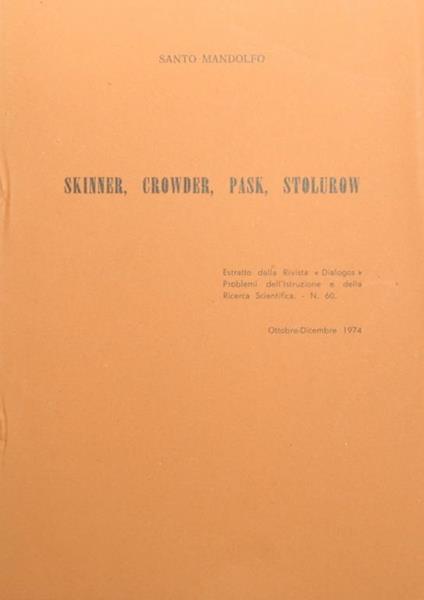 SANTO MANDOLFO
SKINNER, CROWDER, PASK, STOLUROW
Estratto dalla Rivista « Dialogos »
Problemi dell'Istruzione e della
Ricerca Scientifica. - N. 60.
Ottobre-Dicembre 1974